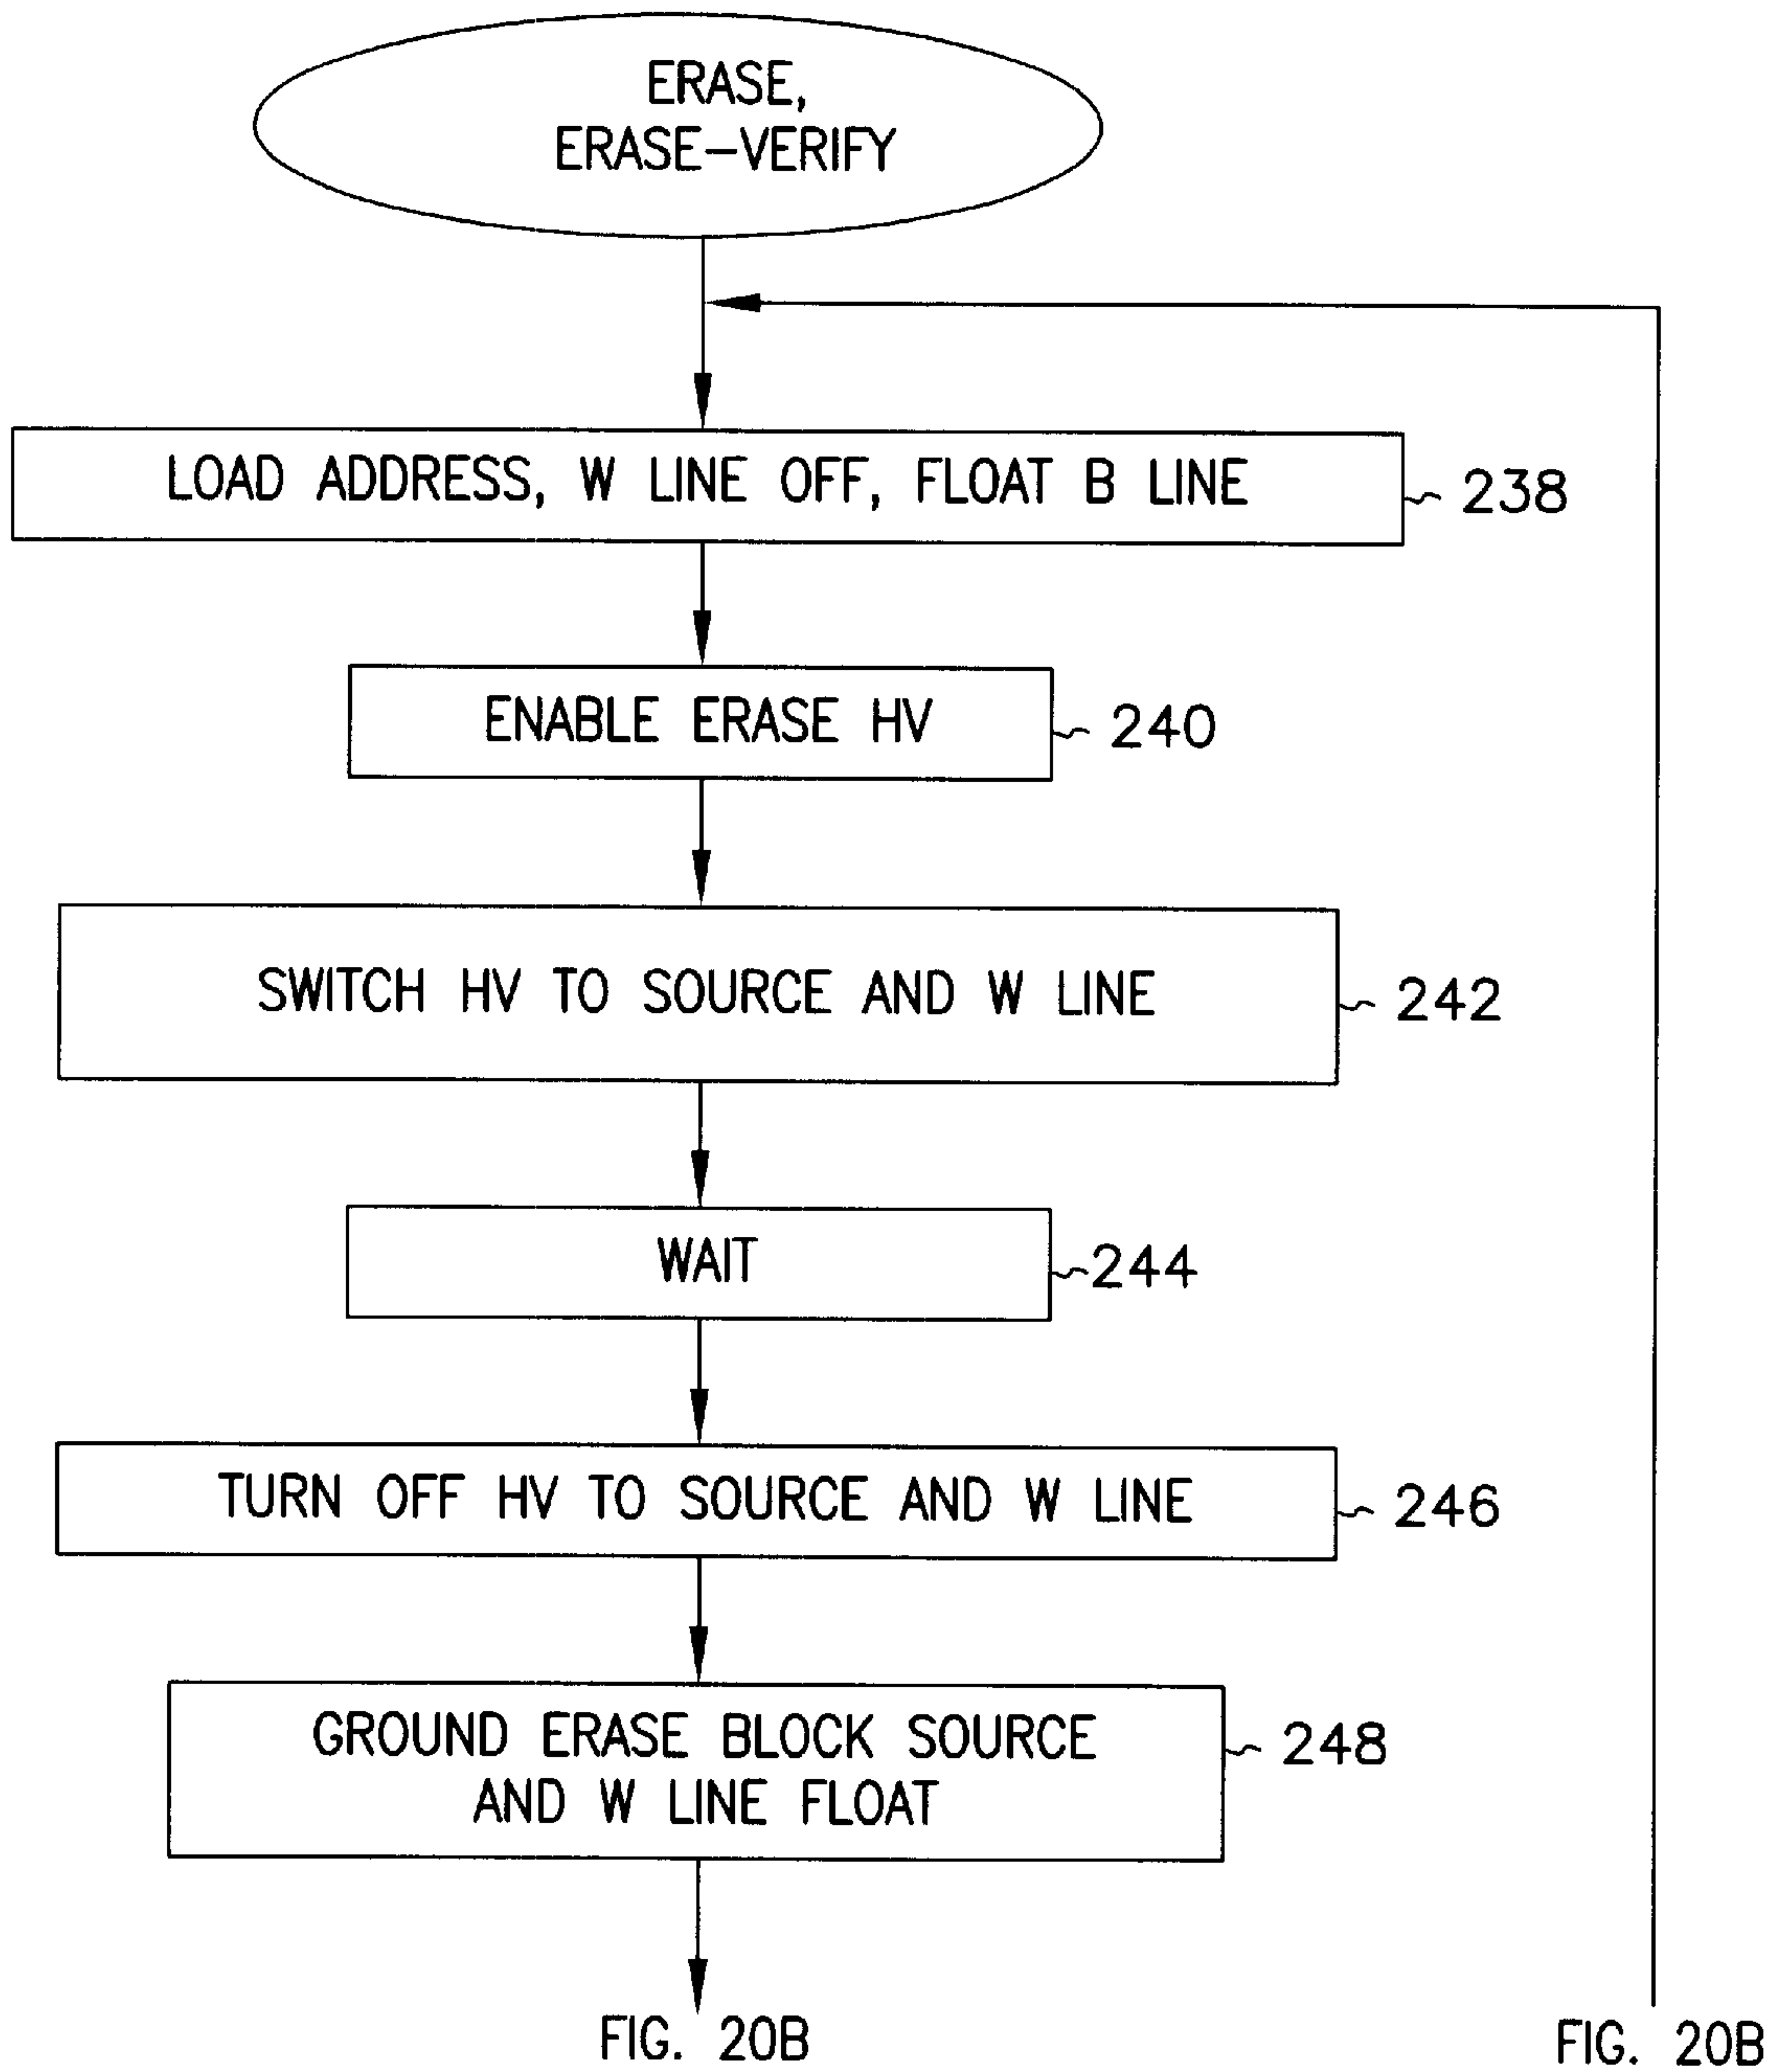 ERASE,
ERASE-VERIFY
LOAD ADDRESS, W LINE OFF, FLOAT B LINE
238
ENABLE ERASE HV
240
SWITCH HV TO SOURCE AND W LINE
242
WAIT
244
TURN OFF HV TO SOURCE AND W LINE
246
GROUND ERASE BLOCK SOURCE
AND W LINE FLOAT
248
FIG. 20B
FIG. 20B